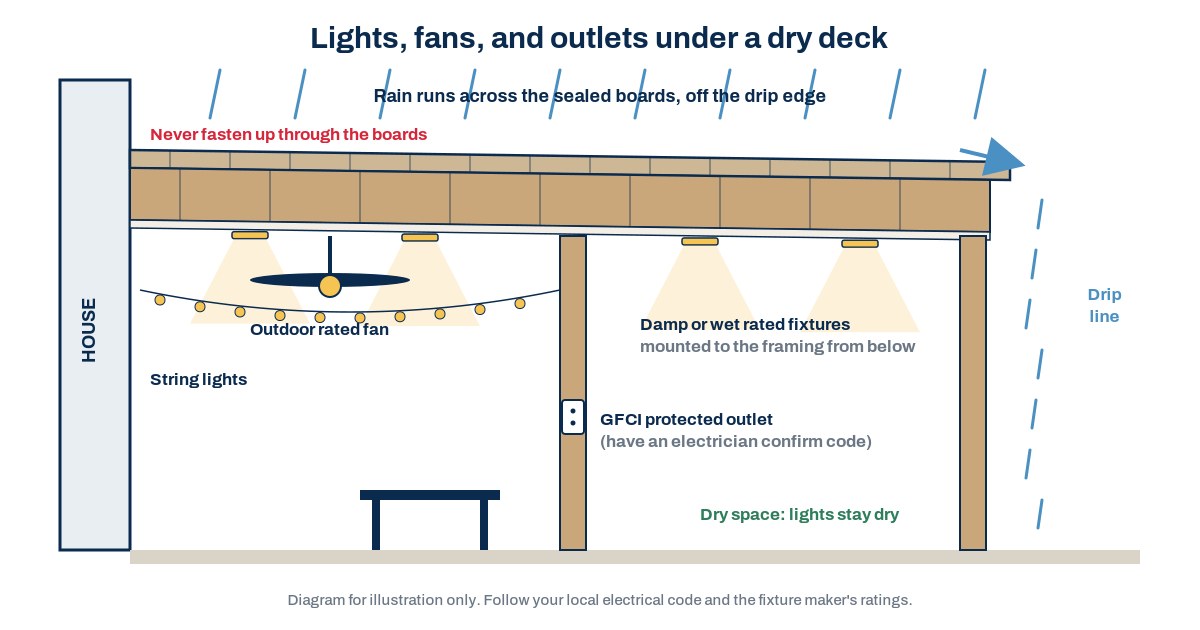 Lights, fans, and outlets under a dry deck
Rain runs across the sealed boards, off the drip edge
Never fasten up through the boards
HOUSE
Outdoor rated fan
String lights
Damp or wet rated fixtures
mounted to the framing from below
GFCI protected outlet
(have an electrician confirm code)
Dry space: lights stay dry
Drip
line
Diagram for illustration only. Follow your local electrical code and the fixture maker's ratings.